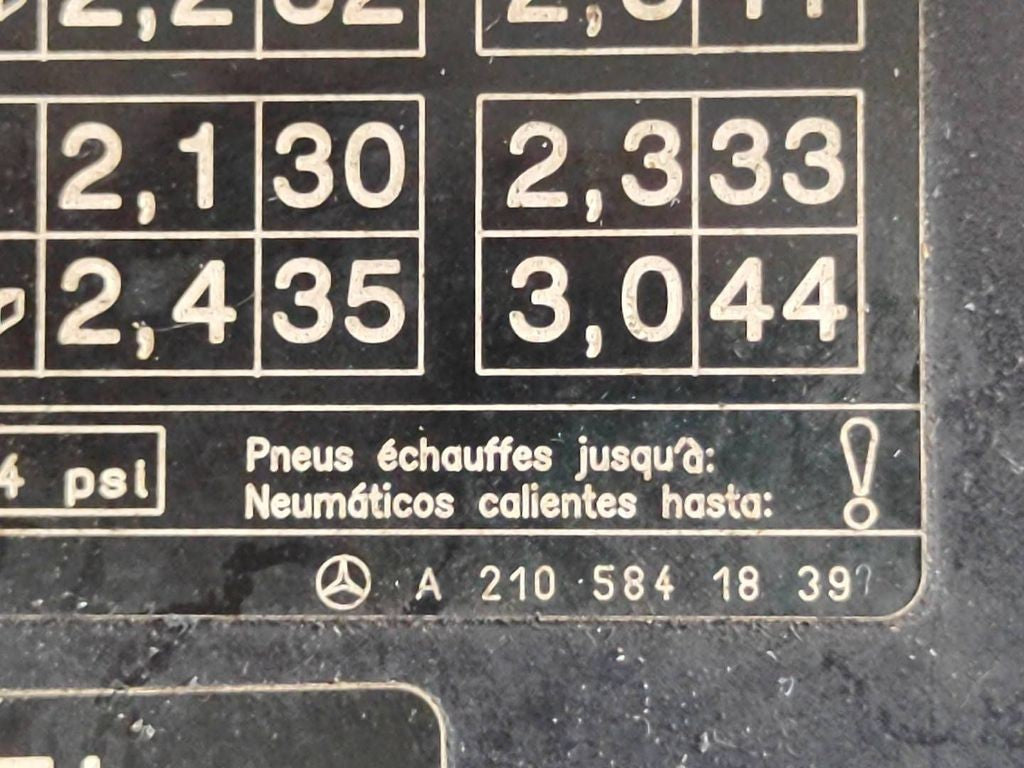 2,1 30 2,3 33
2,4 35 3,0 44
4 psi
Pneus échauffes jusqu'à:
Neumáticos calientes hasta:
A 210 584 18 39